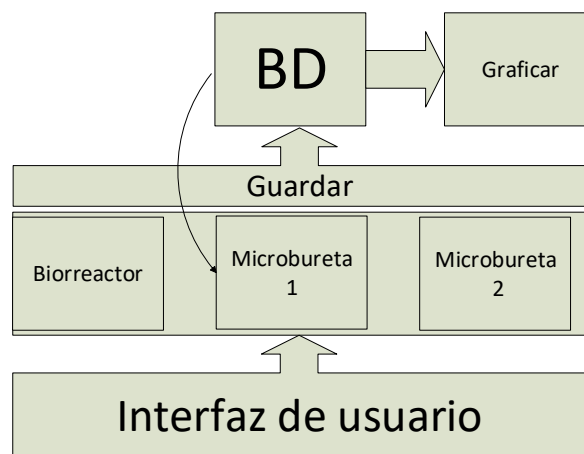 BD
Graficar
Guardar
Biorreactor
Microbureta
1
Microbureta
2
Interfaz de usuario